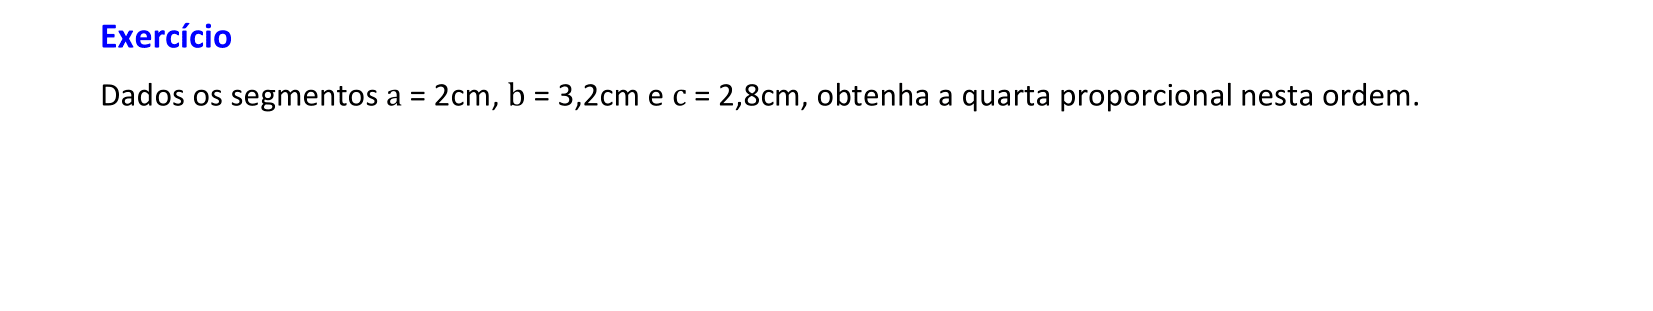 Exercício
Dados os segmentos a = 2cm, b = 3,2cm e c = 2,8cm, obtenha a quarta proporcional nesta ordem.